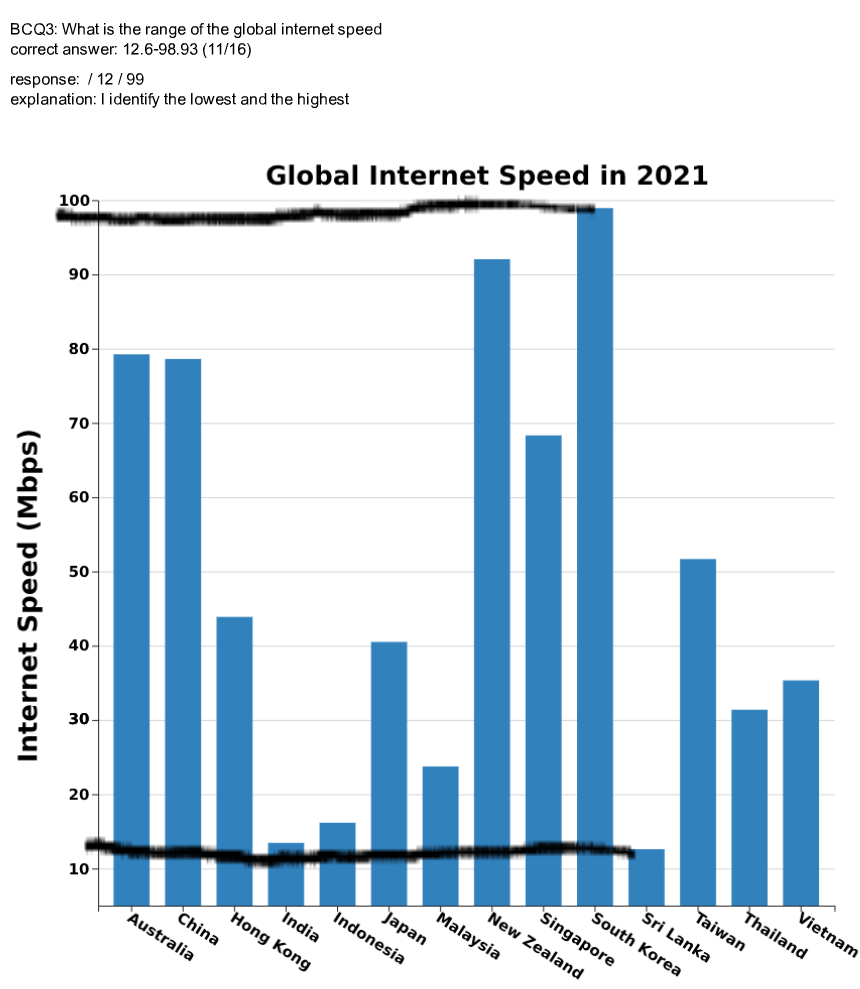 BCQ3: What is the range of the global internet speed
correct answer: 12.6-98.93 (11/16)
response:  / 12 / 99
explanation: I identify the lowest and the highest
Global Internet Speed in 2021
Internet Speed (Mbps)
100
90
80
70
60
50
40
30
20
10
Australia
China
Hong Kong
India
Indonesia
Japan
Malaysia
New Zealand
Singapore
South Korea
Sri Lanka
Taiwan
Thailand
Vietnam